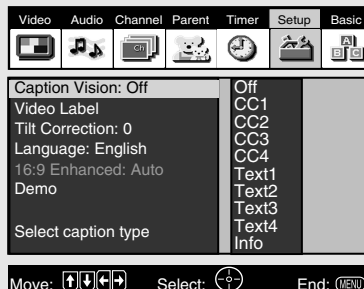 Video Audio Channel Parent Timer Setup Basic
Ch
A
B C
Caption Vision: Off
Video Label
Tilt Correction: 0
Language: English
16:9 Enhanced: Auto
Demo
Select caption type
Off
CC1
CC2
CC3
CC4
Text1
Text2
Text3
Text4
Info
Move: Select: End: MENU